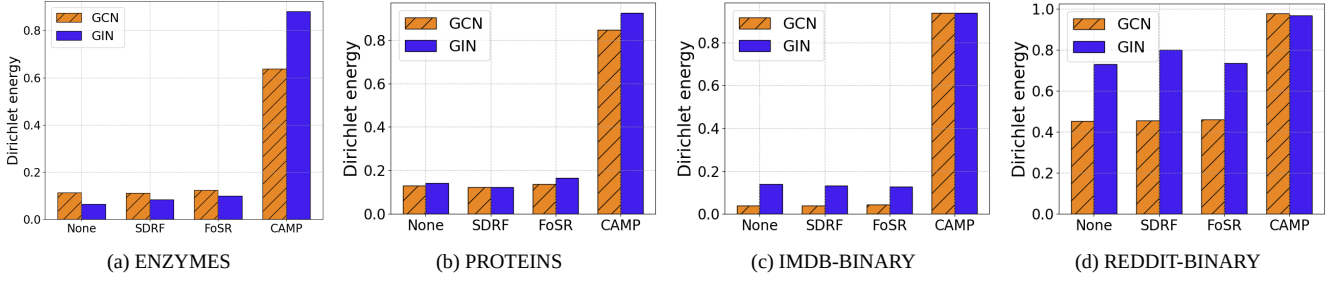 Dirichlet energy
0.8
0.6
0.4
0.2
0.0
GCN
GIN
None SDRF FoSR CAMP
(a) ENZYMES
Dirichlet energy
0.8
0.6
0.4
0.2
0.0
GCN
GIN
None SDRF FoSR CAMP
(b) PROTEINS
Dirichlet energy
0.8
0.6
0.4
0.2
0.0
GCN
GIN
None SDRF FoSR CAMP
(c) IMDB-BINARY
Dirichlet energy
1.0
0.8
0.6
0.4
0.2
0.0
GCN
GIN
None SDRF FoSR CAMP
(d) REDDIT-BINARY